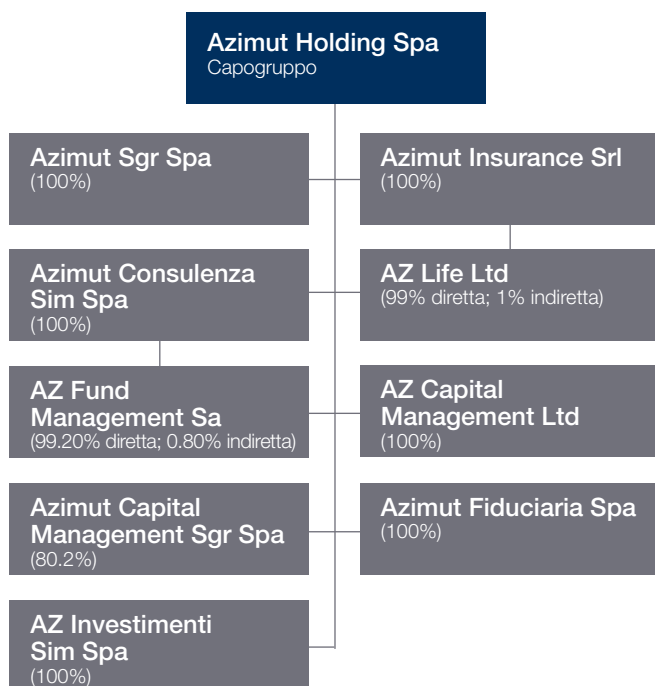 Azimut Holding Spa
Capogruppo
Azimut Sgr Spa
(100%)
Azimut Insurance Srl
(100%)
Azimut Consulenza
Sim Spa
(100%)
AZ Life Ltd
(99% diretta; 1% indiretta)
AZ Fund
Management Sa
(99.20% diretta; 0.80% indiretta)
AZ Capital
Management Ltd
(100%)
Azimut Capital
Management Sgr Spa
(80.2%)
Azimut Fiduciaria Spa
(100%)
AZ Investimenti
Sim Spa
(100%)